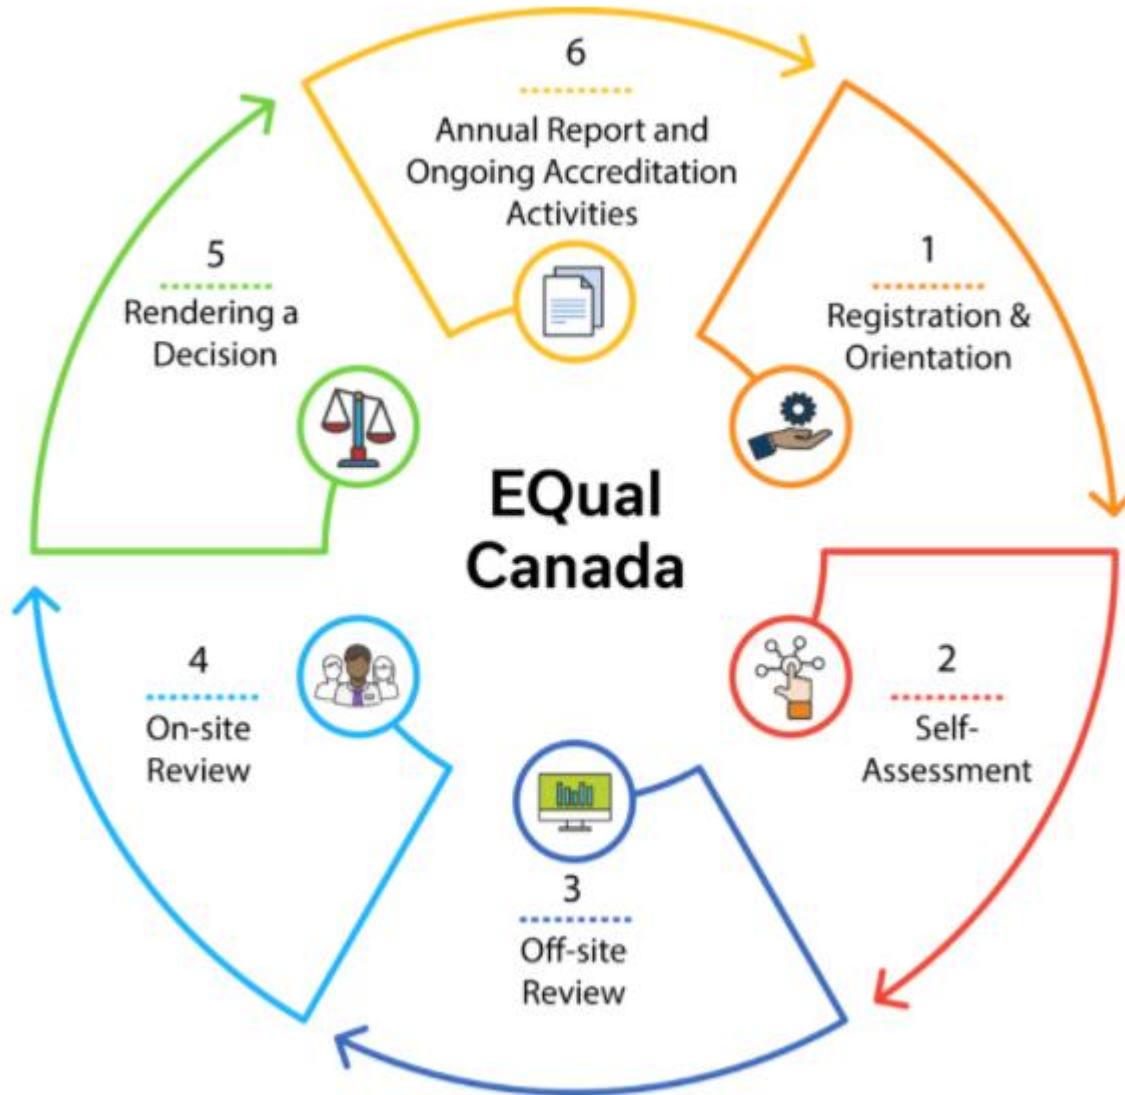 6
Annual Report and
Ongoing Accreditation
Activities
1
Registration &
Orientation
2
Self-
Assessment
3
Off-site
Review
4
On-site
Review
5
Rendering a
Decision
EQual
Canada